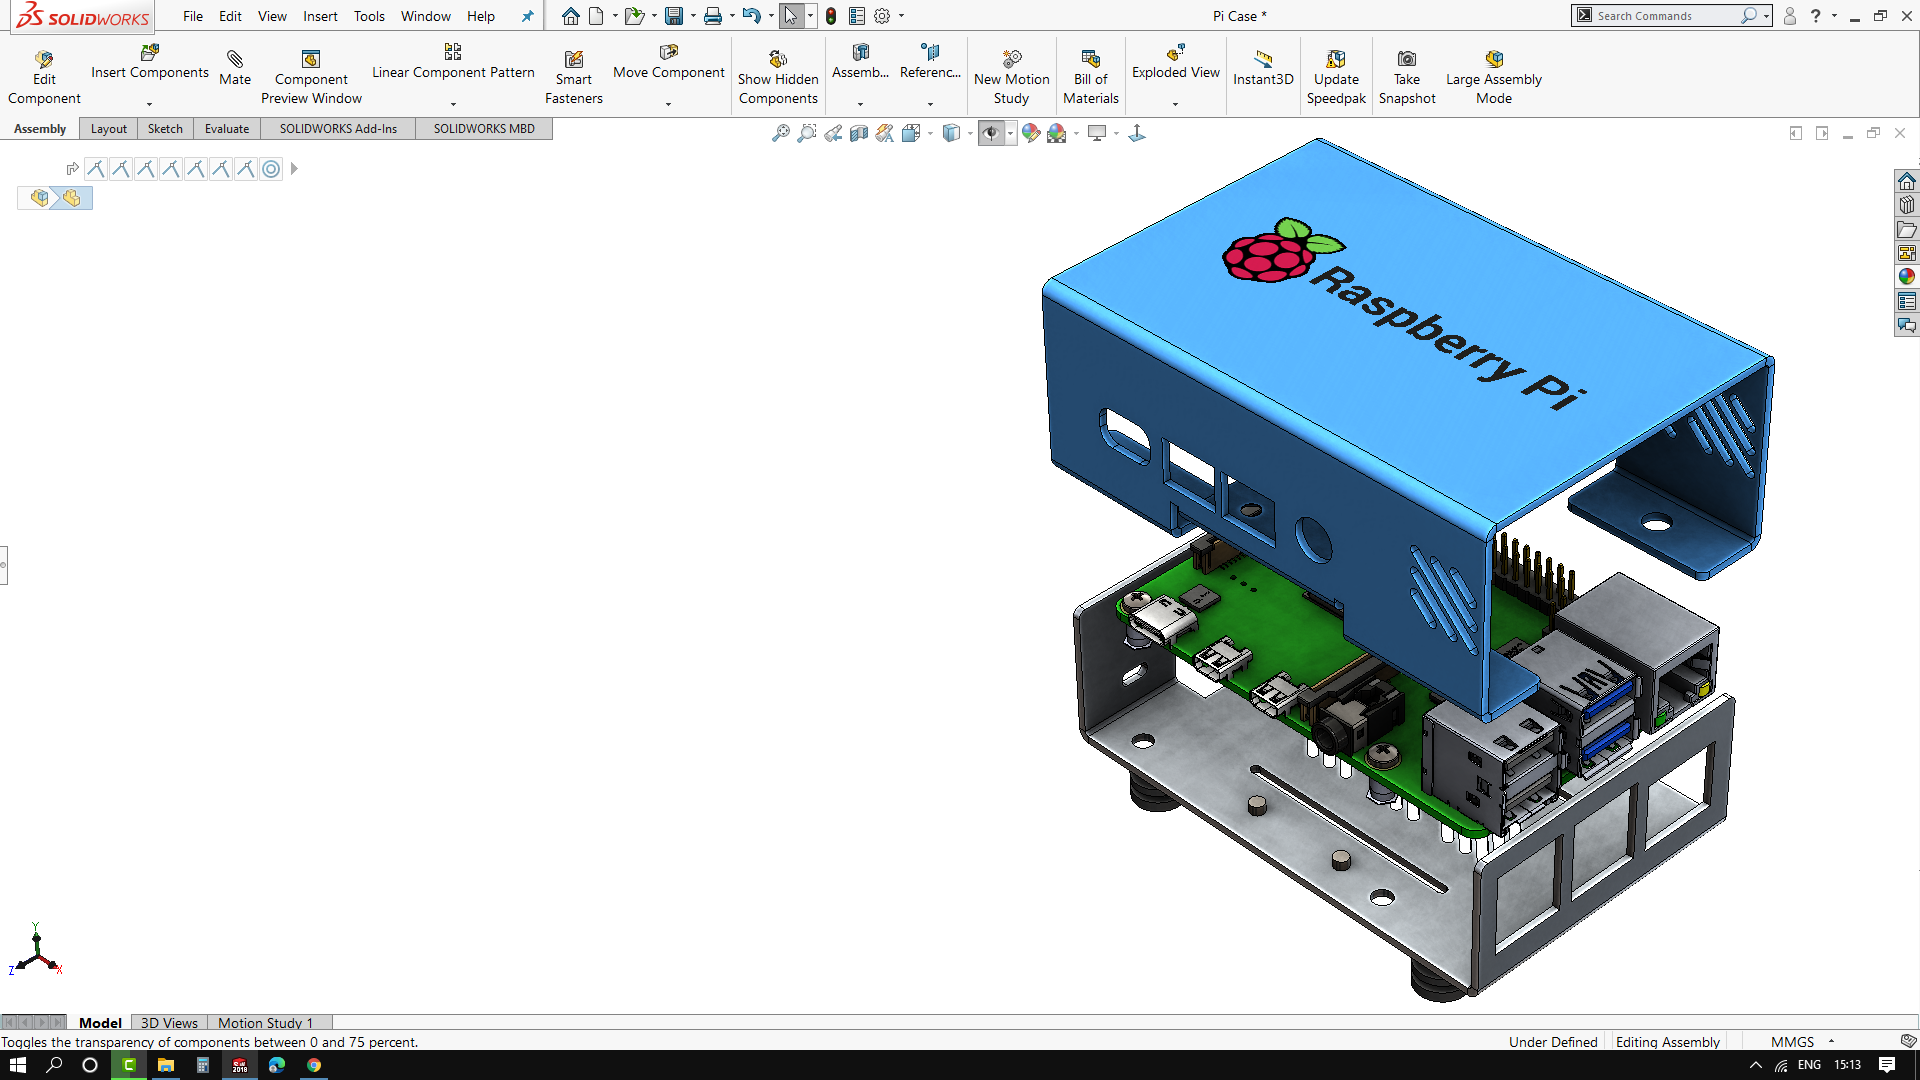 SOLIDWORKS File Edit View Insert Tools Window Help Pi Case * Search Commands ?
Edit Component
Insert Components
Mate
Component Preview Window
Linear Component Pattern
Smart Fasteners
Move Component
Show Hidden Components
Assemb...
Referenc...
New Motion Study
Bill of Materials
Exploded View
Instant3D
Update Speedpak
Take Snapshot
Large Assembly Mode
Assembly Layout Sketch Evaluate SOLIDWORKS Add-Ins SOLIDWORKS MBD
Raspberry Pi
Y
Z X
Model 3D Views Motion Study 1
Toggles the transparency of components between 0 and 75 percent. Under Defined Editing Assembly MMGS
C SW 2018 ENG 15:13